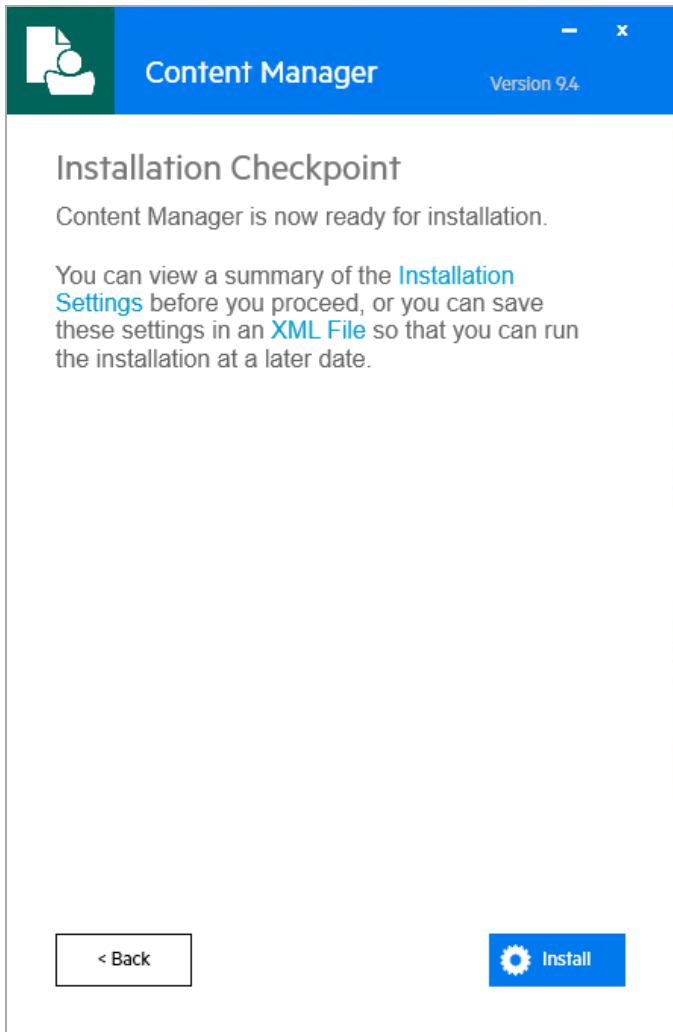 Content Manager
Version 9.4
Installation Checkpoint
Content Manager is now ready for installation.
You can view a summary of the Installation
Settings before you proceed, or you can save
these settings in an XML File so that you can run
the installation at a later date.
< Back
Install